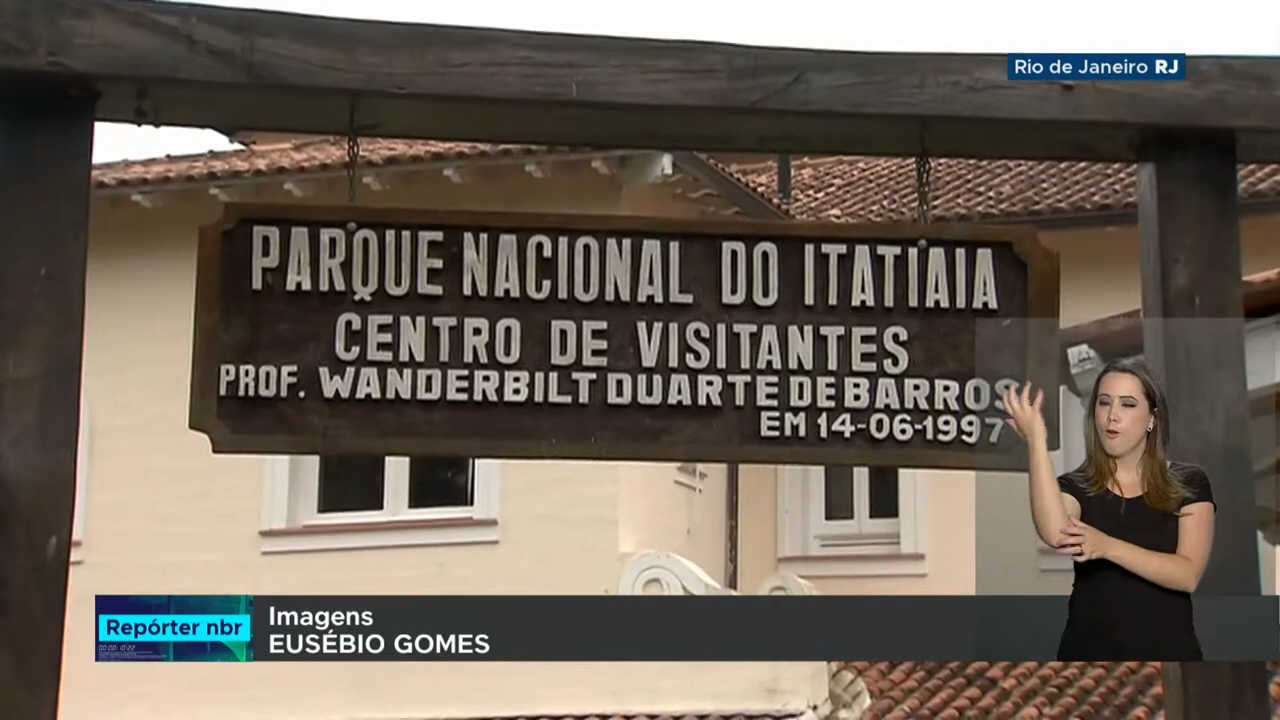 Rio de Janeiro RJ
PARQUE NACIONAL DO ITATIAIA
CENTRO DE VISITANTES
PROF. WANDERBILT DUARTE DE BARROS
EM 14-06-1997
Repórter nbr
Imagens
EUSÉBIO GOMES